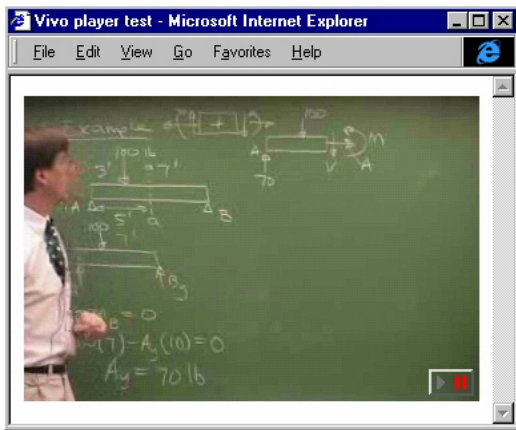 Vivo player test - Microsoft Internet Explorer
File Edit View Go Favorites Help
Example
100 lb
3' a 7'
A 5' a B
100
7'
By
B = 0
(7) - Ay(10) = 0
Ay = 70 lb
100
A
70
V A M